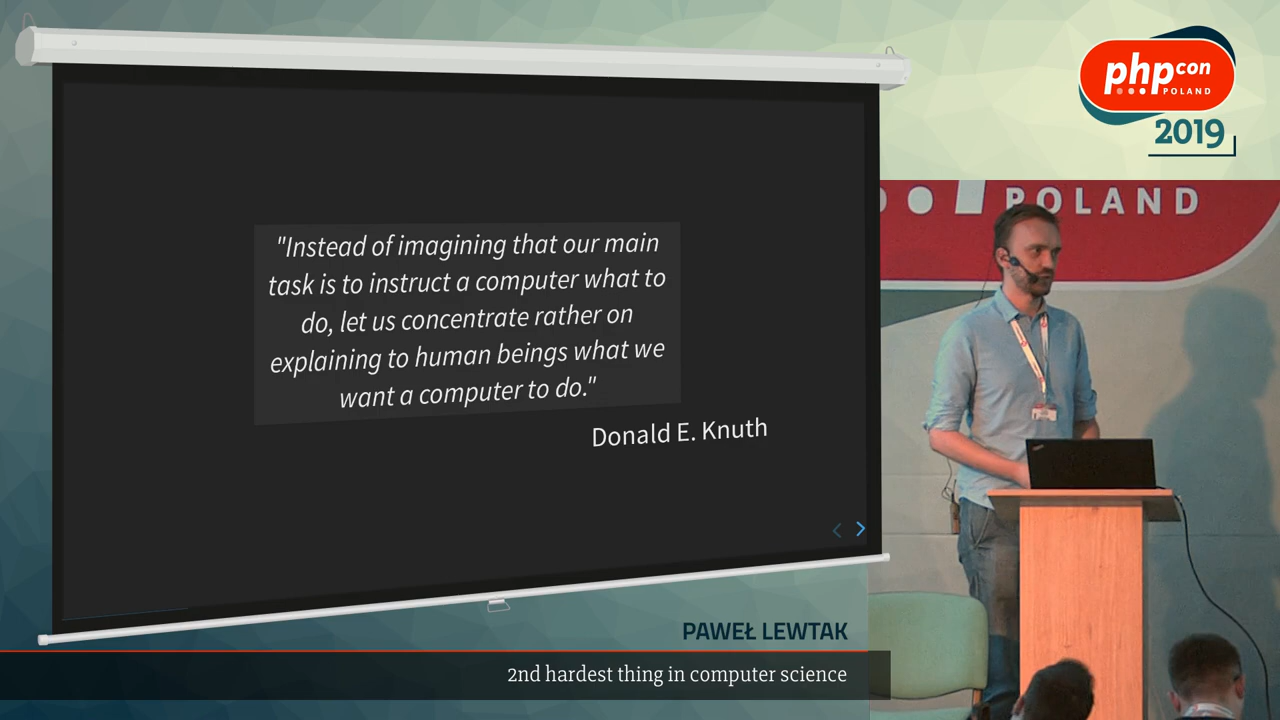 phpcon
POLAND
2019
POLAND
"Instead of imagining that our main
task is to instruct a computer what to
do, let us concentrate rather on
explaining to human beings what we
want a computer to do."
Donald E. Knuth
PAWEŁ LEWTAK
2nd hardest thing in computer science